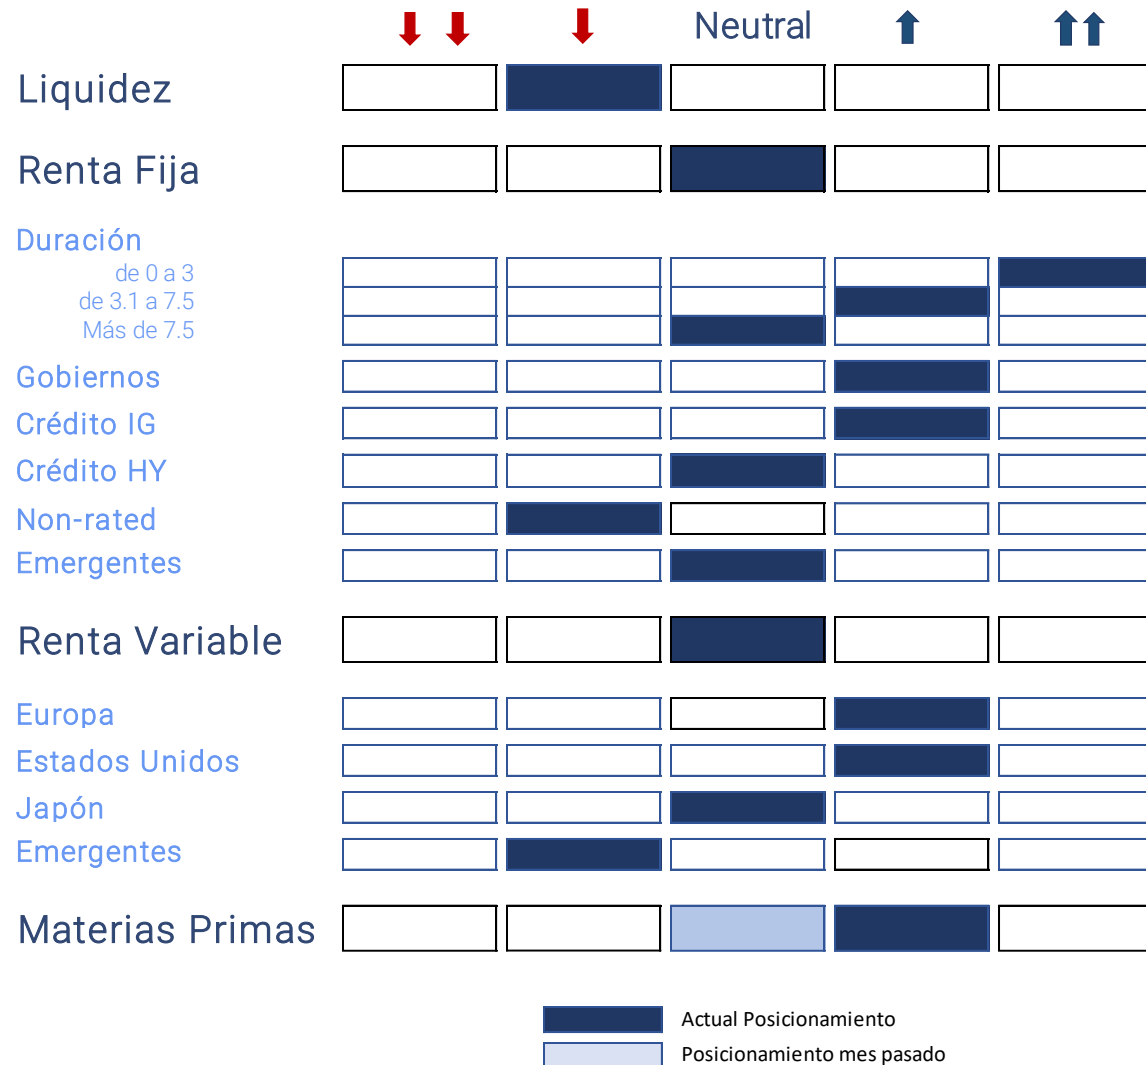 Neutral
Liquidez
Renta Fija
Duración
de 0 a 3
de 3.1 a 7.5
Más de 7.5
Gobiernos
Crédito IG
Crédito HY
Non-rated
Emergentes
Renta Variable
Europa
Estados Unidos
Japón
Emergentes
Materias Primas
Actual Posicionamiento
Posicionamiento mes pasado